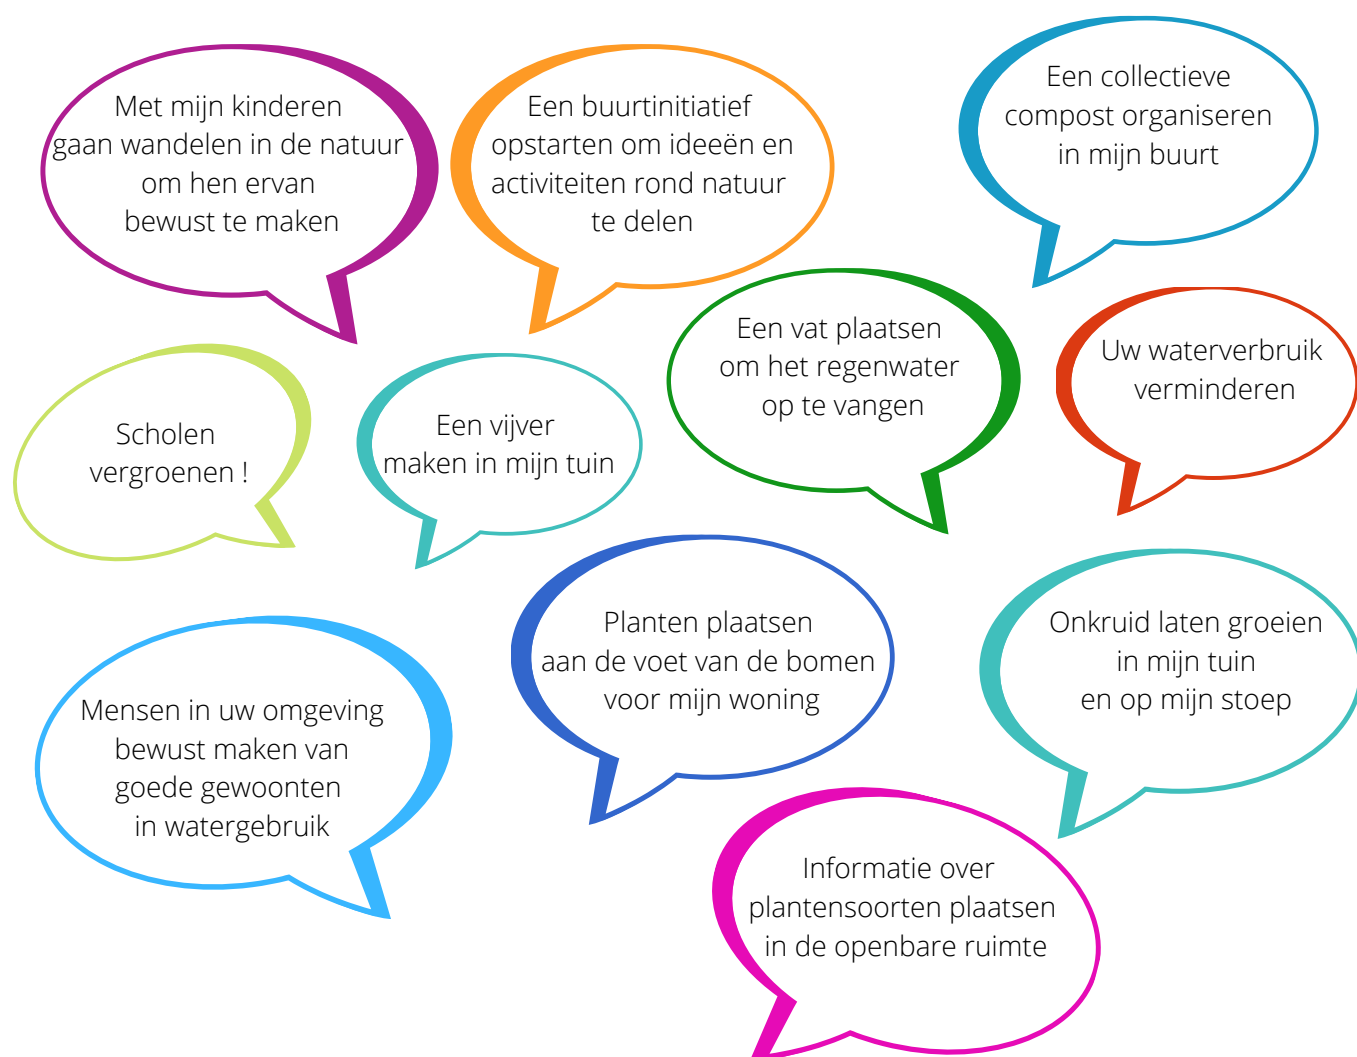 Met mijn kinderen
gaan wandelen in de natuur
om hen ervan
bewust te maken
Een buurtinitiatief
opstarten om ideeën en
activiteiten rond natuur
te delen
Een collectieve
compost organiseren
in mijn buurt
Scholen
vergroenen !
Een vijver
maken in mijn tuin
Een vat plaatsen
om het regenwater
op te vangen
Uw waterverbruik
verminderen
Mensen in uw omgeving
bewust maken van
goede gewoonten
in watergebruik
Planten plaatsen
aan de voet van de bomen
voor mijn woning
Onkruid laten groeien
in mijn tuin
en op mijn stoep
Informatie over
plantensoorten plaatsen
in de openbare ruimte